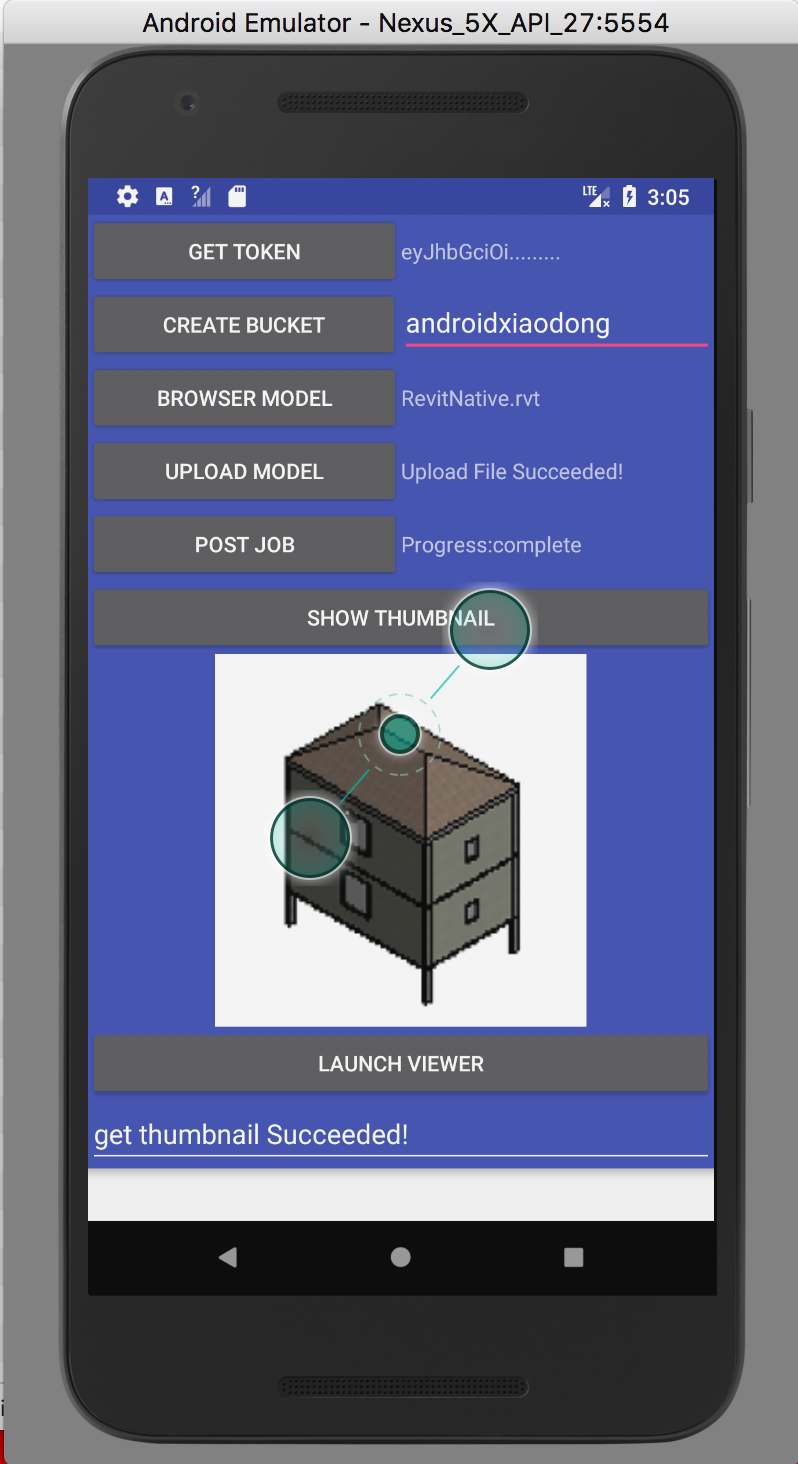 Android Emulator - Nexus_5X_API_27:5554
LTE 3:05
GET TOKEN eyJhbGciOi.........
CREATE BUCKET androidxiaodong
BROWSER MODEL RevitNative.rvt
UPLOAD MODEL Upload File Succeeded!
POST JOB Progress:complete
SHOW THUMBNAIL
LAUNCH VIEWER
get thumbnail Succeeded!